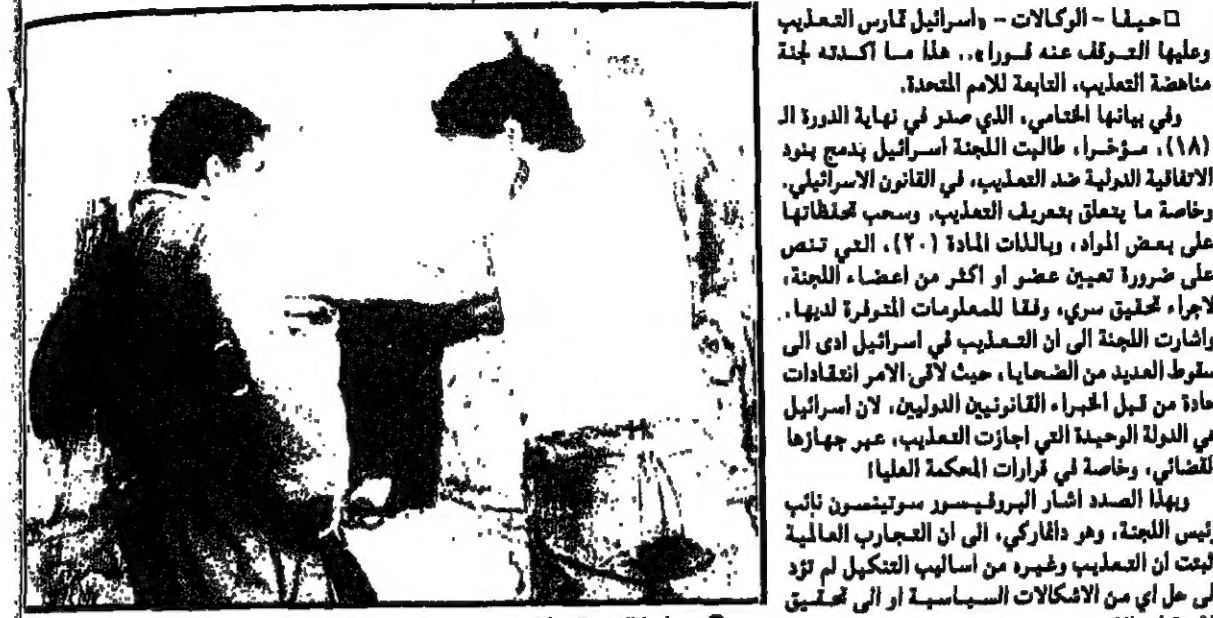 □ حيفا - الوكالات - «اسرائيل تمارس التعذيب
وعليها التوقف عنه فورا».. هذا ما اكدته لجنة
مناهضة التعذيب، التابعة للامم المتحدة.
وفي بيانها الختامي، الذي صدر في نهاية الدورة الـ
(١٨)، مؤخرا، طالبت اللجنة اسرائيل بدمج بنود
الاتفاقية الدولية ضد التعذيب، في القانون الاسرائيلي.
وخاصة ما يتعلق بتعريف التعذيب. وسحب تحفظاتها
على بعض المواد، وبالذات المادة (٢٠)، التي تنص
على ضرورة تعيين عضو او اكثر من اعضاء اللجنة،
لاجراء تحقيق سري، وفقا للمعلومات المتوفرة لديها.
واشارت اللجنة الى ان التعذيب في اسرائيل ادى الى
سقوط العديد من الضحايا، حيث لاقى الامر انتقادات
حادة من قبل الخبراء القانونيين الدوليين، لان اسرائيل
هي الدولة الوحيدة التي اجازت التعذيب، عبر جهازها
القضائي، وخاصة في قرارات المحكمة العليا!
وبهذا الصدد اشار البروفيسور سوتينسون نائب
رئيس اللجنة، وهو دانماركي، الى ان التجارب العالمية
اثبتت أن التعذيب وغيره من اساليب التنكيل لم تؤد
الى حل اي من الاشكالات السياسية او الى تحقيق